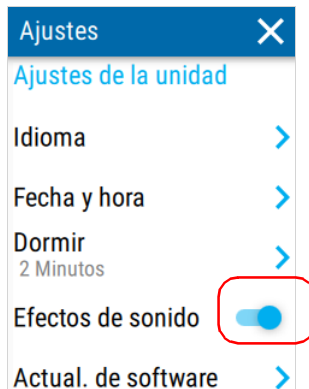 Ajustes
Ajustes de la unidad
Idioma
Fecha y hora
Dormir
2 Minutos
Efectos de sonido
Actual. de software